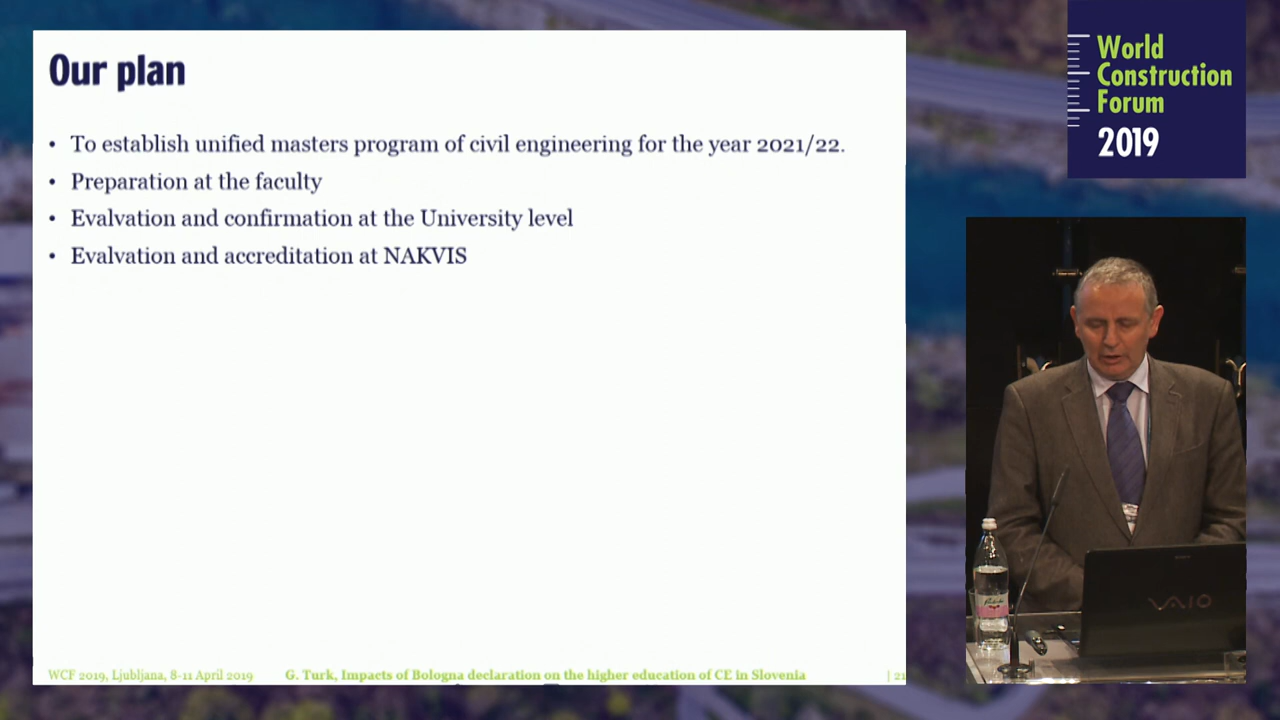 Our plan
• To establish unified masters program of civil engineering for the year 2021/22.
• Preparation at the faculty
• Evalvation and confirmation at the University level
• Evalvation and accreditation at NAKVIS
WCF 2019, Ljubljana, 8-11 April 2019
G. Turk, Impacts of Bologna declaration on the higher education of CE in Slovenia
| 21
World
Construction
Forum
2019
SONY
VAIO